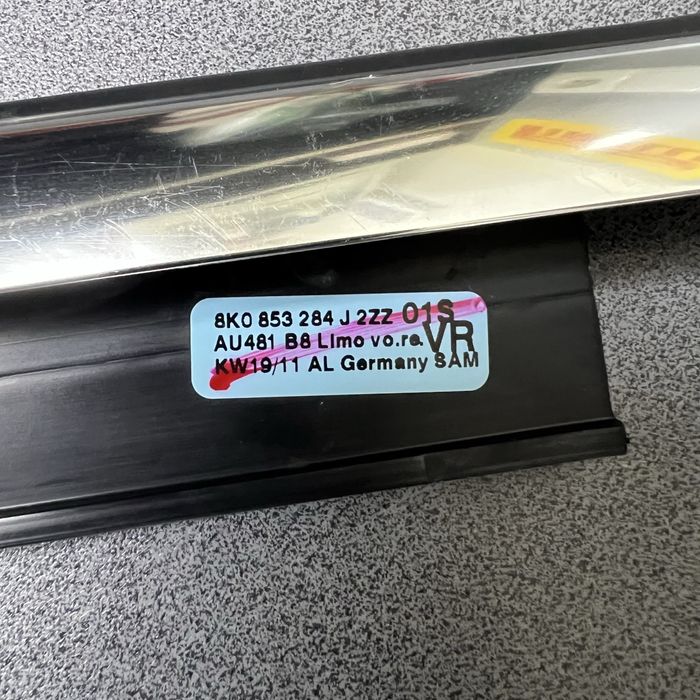 8K0 853 284 J 2ZZ 01S
AU481 B8 Limo vo.re. VR
KW19/11 AL Germany SAM